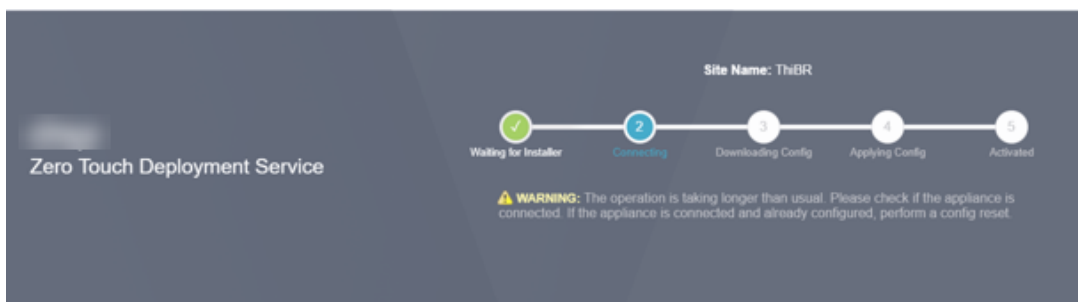 Site Name: ThiBR
✓
2
3
4
5
Waiting for Installer
Connecting
Downloading Config
Applying Config
Activated
Zero Touch Deployment Service
WARNING: The operation is taking longer than usual. Please check if the appliance is
connected. If the appliance is connected and already configured, perform a config reset.